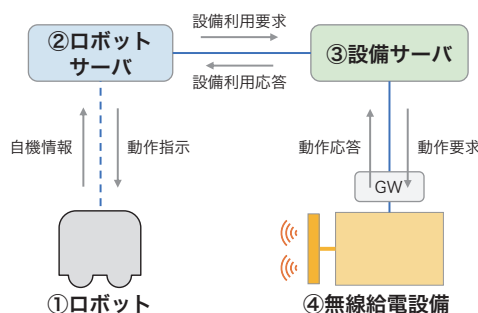 設備利用要求
②ロボット
サーバ
③設備サーバ
設備利用応答
自機情報
動作指示
動作応答
動作要求
GW
①ロボット
④無線給電設備